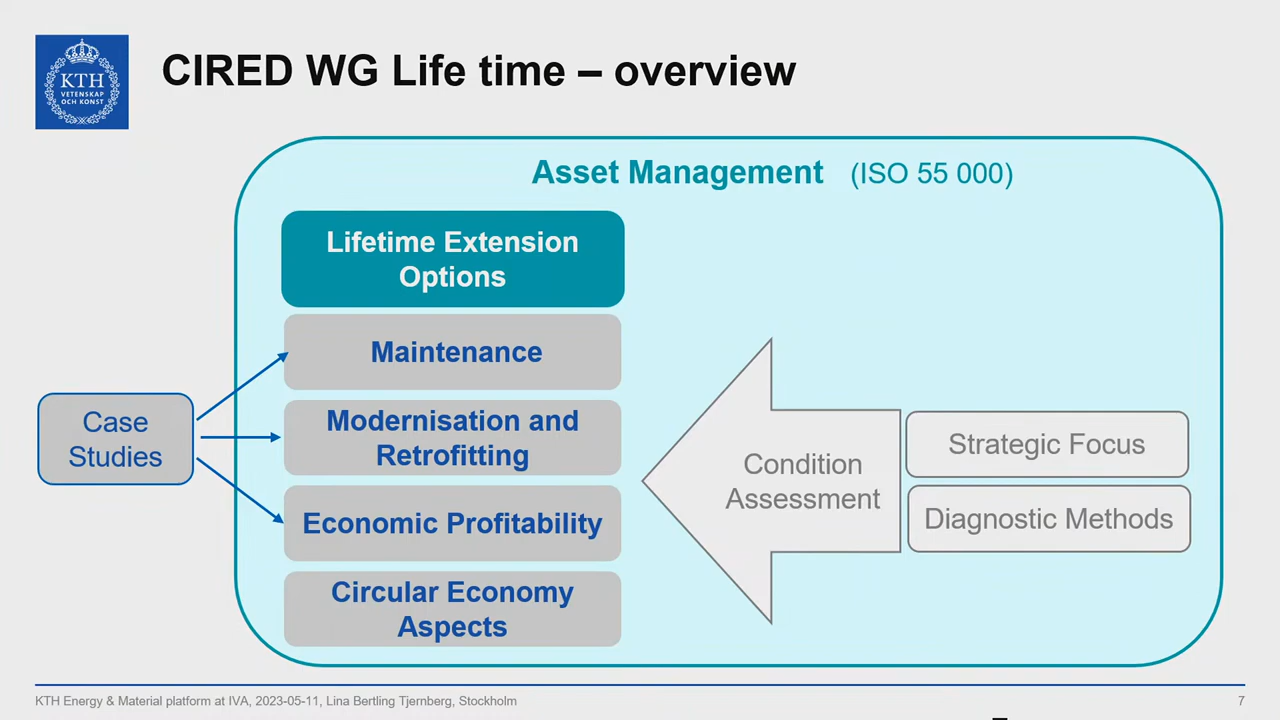 KTH
VETENSKAP
OCH KONST
CIRED WG Life time – overview
Asset Management (ISO 55 000)
Lifetime Extension
Options
Maintenance
Modernisation and
Retrofitting
Economic Profitability
Circular Economy
Aspects
Case
Studies
Condition
Assessment
Strategic Focus
Diagnostic Methods
KTH Energy & Material platform at IVA, 2023-05-11, Lina Bertling Tjernberg, Stockholm
7